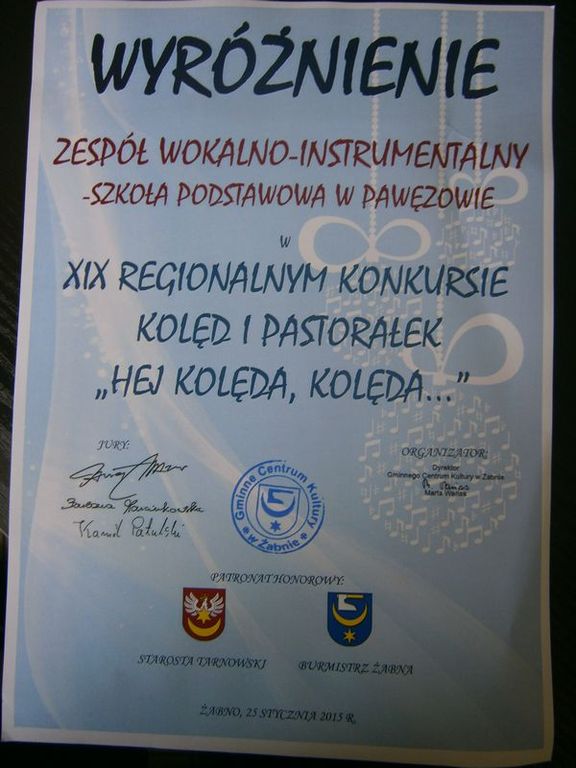 WYRÓŻNIENIE
ZESPÓŁ WOKALNO-INSTRUMENTALNY
-SZKOŁA PODSTAWOWA W PAWĘZOWIE
W
XIX REGIONALNYM KONKURSIE
KOLĘD I PASTORAŁEK
„HEJ KOLĘDA, KOLĘDA..."
JURY:
Kamil
ORGANIZATOR:
Dyrektor
Gminnego Centrum Kultury w Żabnie
Marta
Gminne Centrum Kultury
w Żabnie
PATRONAT HONOROWY:
STAROSTA TARNOWSKI
BURMISTRZ ŻABNA
ŻABNO, 25 STYCZNIA 2015 R.